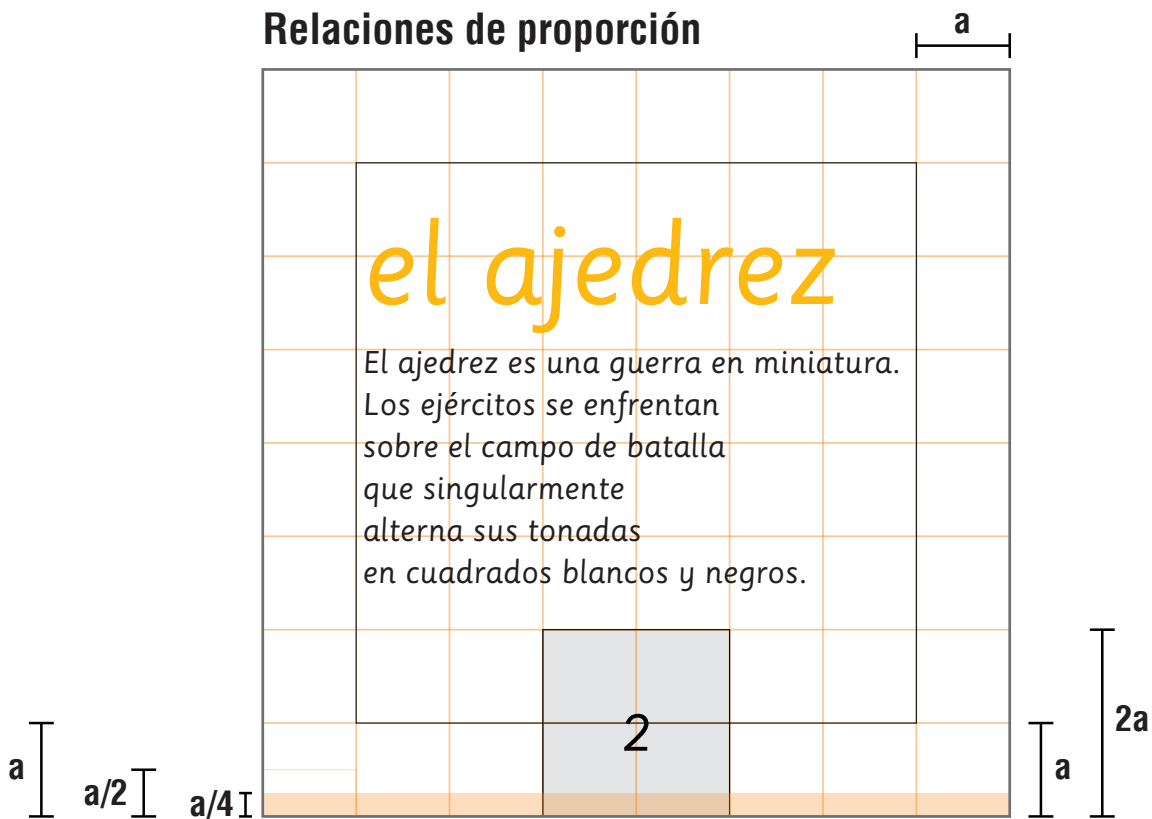 Relaciones de proporción
a
el ajedrez
El ajedrez es una guerra en miniatura.
Los ejércitos se enfrentan
sobre el campo de batalla
que singularmente
alterna sus tonadas
en cuadrados blancos y negros.
2
a
a/2
a/4
a
2a